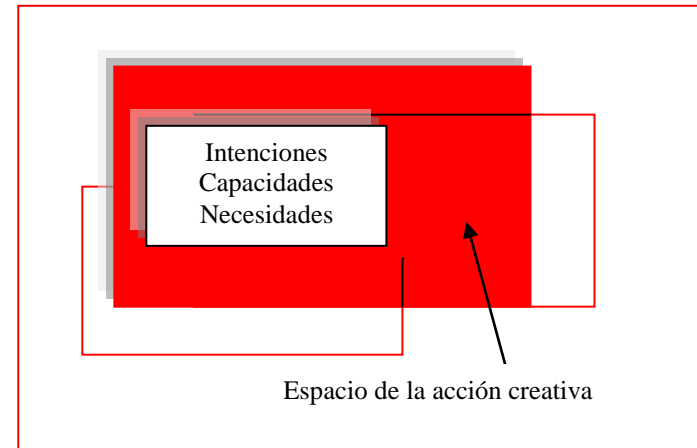 Intenciones
Capacidades
Necesidades
Espacio de la acción creativa